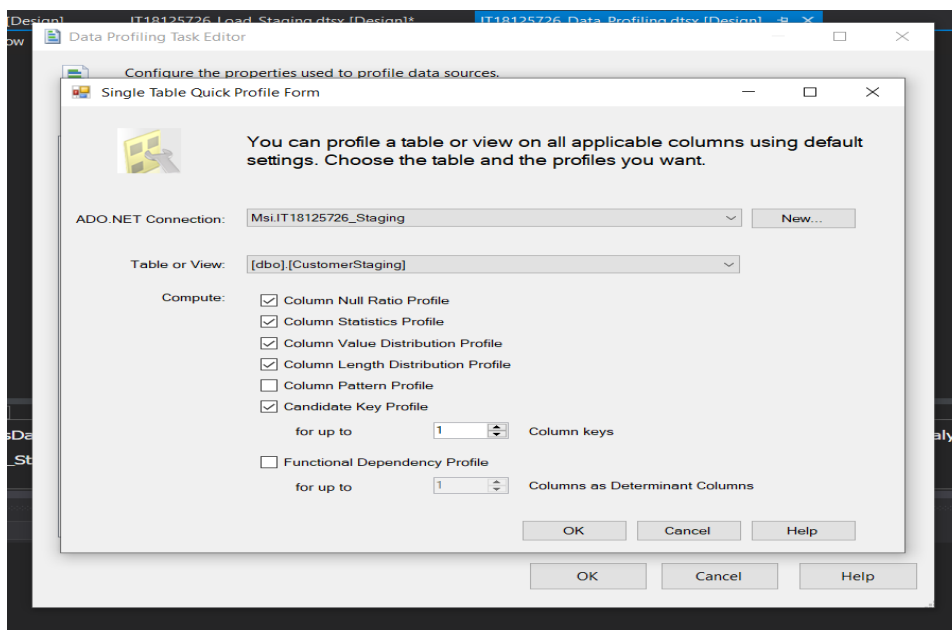 Design]
IT18125726_Load_Staging.dtsx [Design]*
IT18125726_Data_Profiling.dtsx [Design]
ow
Data Profiling Task Editor
Configure the properties used to profile data sources.
Single Table Quick Profile Form
You can profile a table or view on all applicable columns using default
settings. Choose the table and the profiles you want.
ADO.NET Connection: Msi.IT18125726_Staging New...
Table or View: [dbo].[CustomerStaging]
Compute:
Column Null Ratio Profile
Column Statistics Profile
Column Value Distribution Profile
Column Length Distribution Profile
Column Pattern Profile
Candidate Key Profile
for up to 1 Column keys
sDa
aly
_St
Functional Dependency Profile
for up to 1 Columns as Determinant Columns
OK Cancel Help
OK Cancel Help